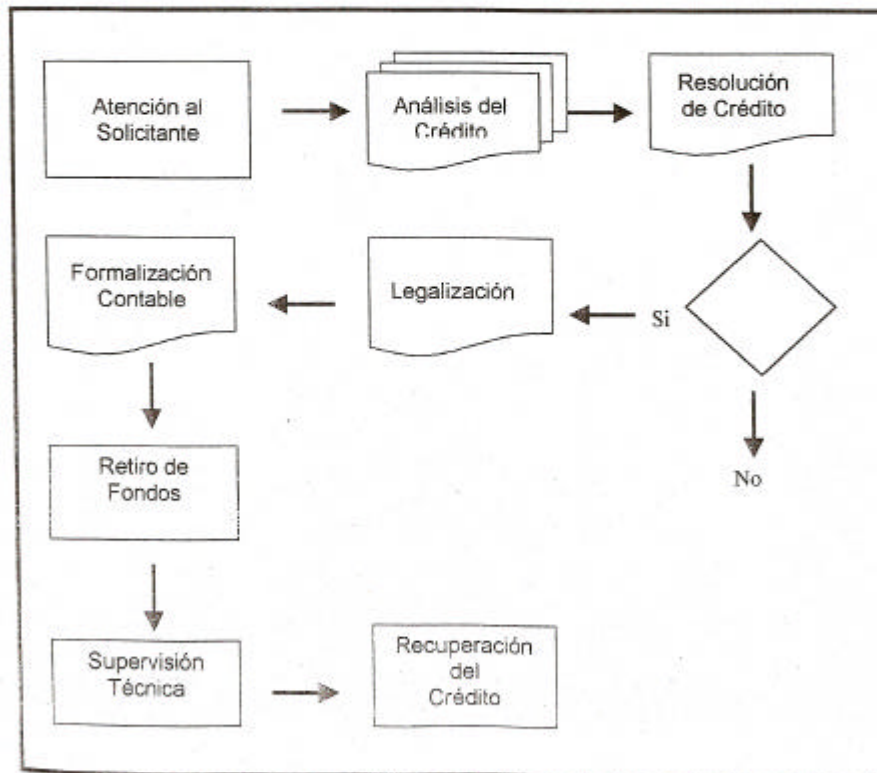 Atención al
Solicitante
Análisis del
Crédito
Resolución
de Crédito
Formalización
Contable
Legalización
Si
No
Retiro de
Fondos
Supervisión
Técnica
Recuperación
del
Crédito